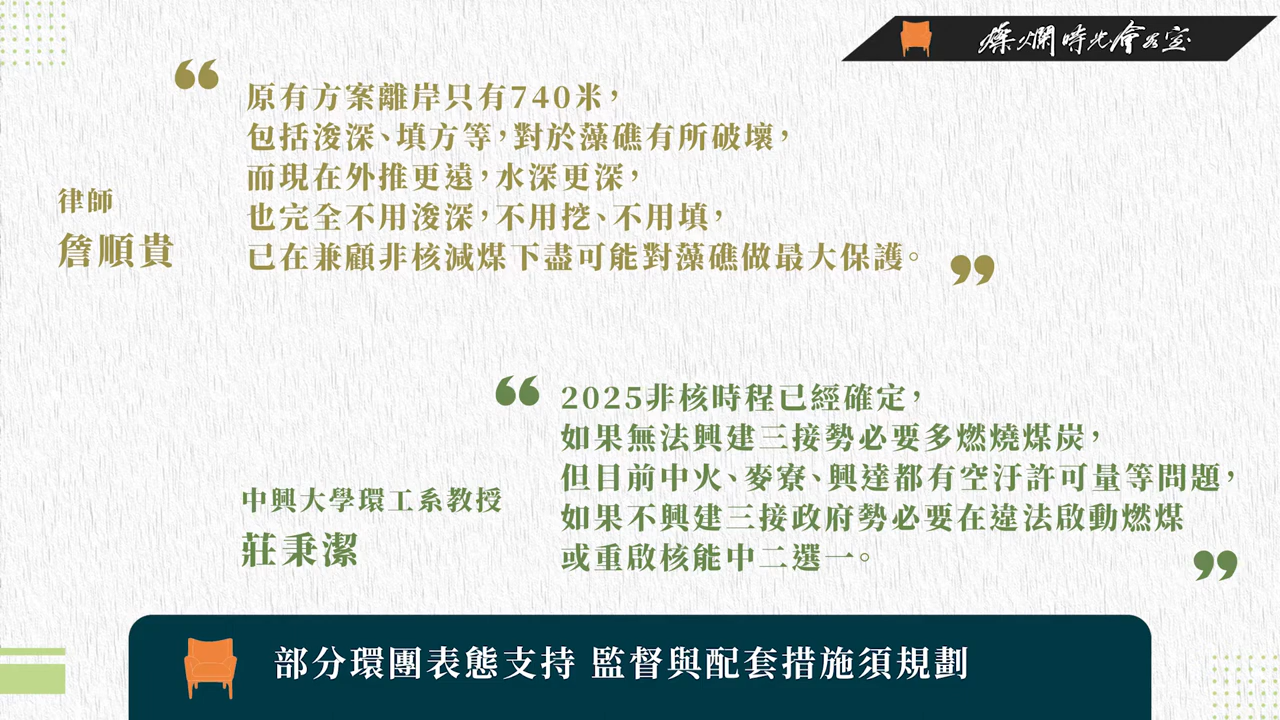 燦爛時光會客室
原有方案離岸只有740米，
包括浚深、填方等，對於藻礁有所破壞，
而現在外推更遠，水深更深，
也完全不用浚深，不用挖、不用填，
已在兼顧非核減煤下盡可能對藻礁做最大保護。
律師
詹順貴
2025非核時程已經確定，
如果無法興建三接勢必要多燃燒煤炭，
但目前中火、麥寮、興達都有空汙許可量等問題，
如果不興建三接政府勢必要在違法啟動燃煤
或重啟核能中二選一。
中興大學環工系教授
莊秉潔
部分環團表態支持 監督與配套措施須規劃